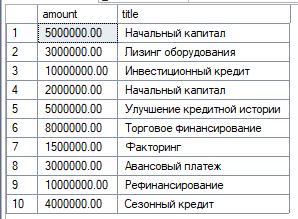 amount title
1 5000000.00 Начальный капитал
2 3000000.00 Лизинг оборудования
3 10000000.00 Инвестиционный кредит
4 2000000.00 Начальный капитал
5 5000000.00 Улучшение кредитной истории
6 8000000.00 Торговое финансирование
7 1500000.00 Факторинг
8 3000000.00 Авансовый платеж
9 10000000.00 Рефинансирование
10 4000000.00 Сезонный кредит